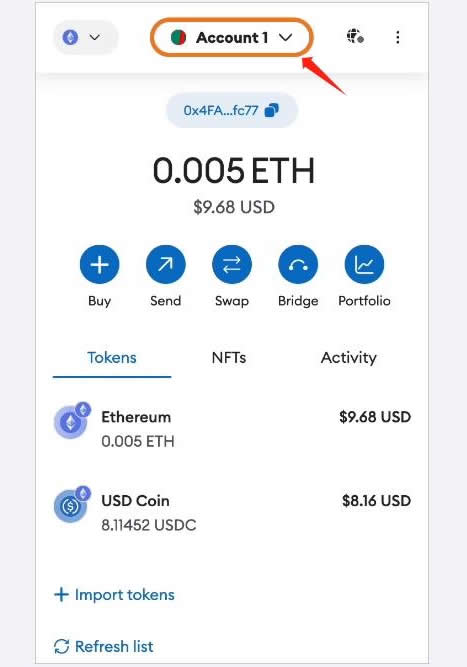 Account 1
0x4FA...fc77
0.005 ETH
$9.68 USD
Buy Send Swap Bridge Portfolio
Tokens NFTs Activity
Ethereum $9.68 USD
0.005 ETH
USD Coin $8.16 USD
8.11452 USDC
+ Import tokens
Refresh list